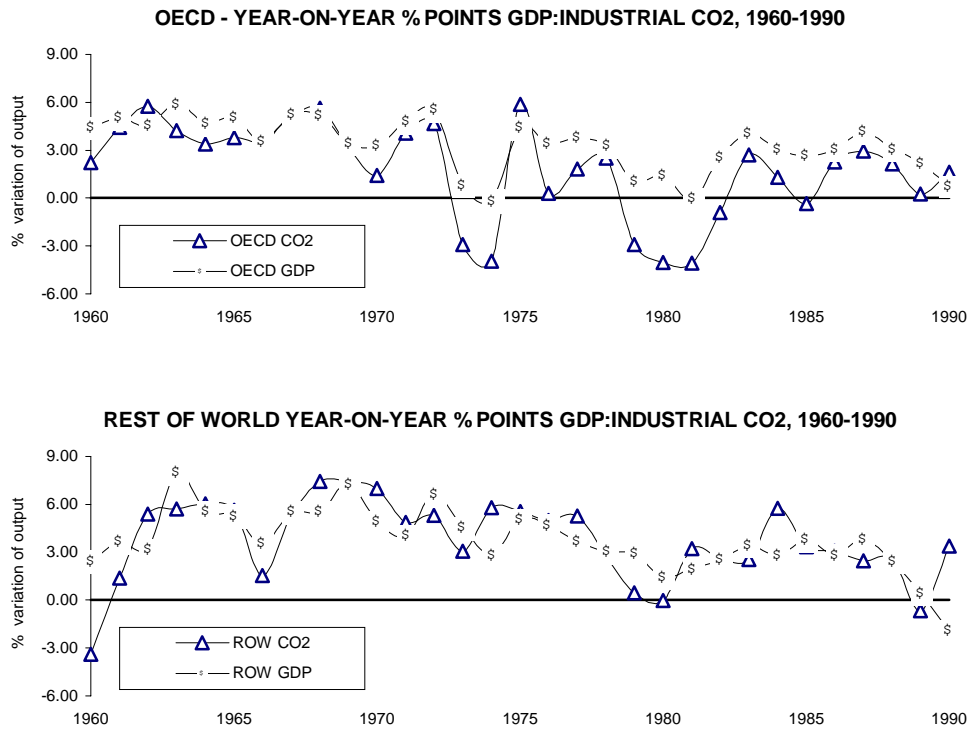 OECD - YEAR-ON-YEAR % POINTS GDP:INDUSTRIAL CO2, 1960-1990
% variation of output
9.00
6.00
3.00
0.00
-3.00
-6.00
OECD CO2
$ OECD GDP
1960 1965 1970 1975 1980 1985 1990
REST OF WORLD YEAR-ON-YEAR % POINTS GDP:INDUSTRIAL CO2, 1960-1990
% variation of output
9.00
6.00
3.00
0.00
-3.00
-6.00
ROW CO2
$ ROW GDP
1960 1965 1970 1975 1980 1985 1990